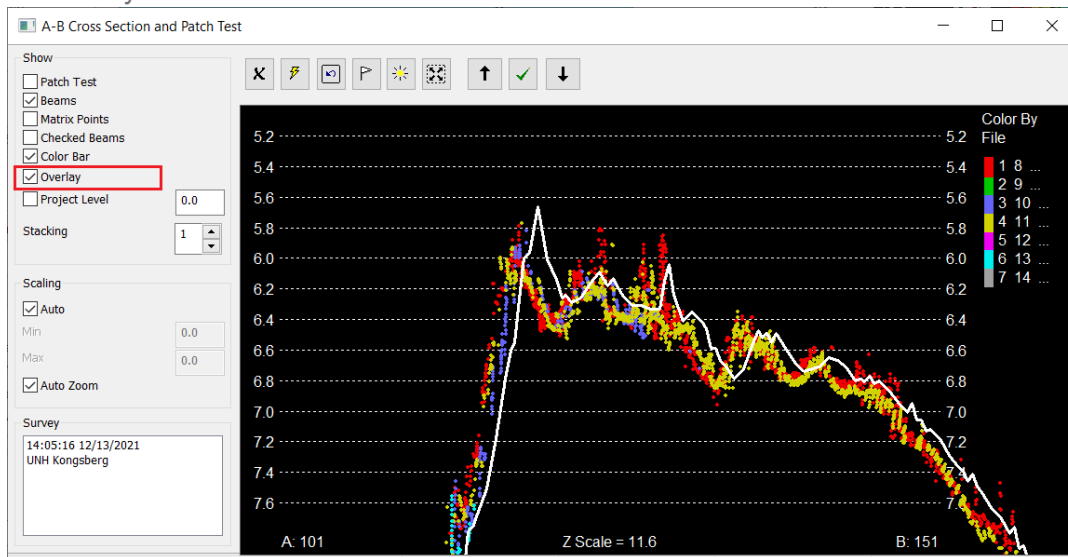 A-B Cross Section and Patch Test
Show
Patch Test
Beams
Matrix Points
Checked Beams
Color Bar
Overlay
Project Level 0.0
Stacking 1
Scaling
Auto
Min 0.0
Max 0.0
Auto Zoom
Survey
14:05:16 12/13/2021
UNH Kongsberg
Color By
File
1 8 ...
2 9 ...
3 10 ...
4 11 ...
5 12 ...
6 13 ...
7 14 ...
5.2 5.2
5.4 5.4
5.6 5.6
5.8 5.8
6.0 6.0
6.2 6.2
6.4 6.4
6.6 6.6
6.8 6.8
7.0 7.0
7.2 7.2
7.4 7.4
7.6 7.6
A: 101 Z Scale = 11.6 B: 151